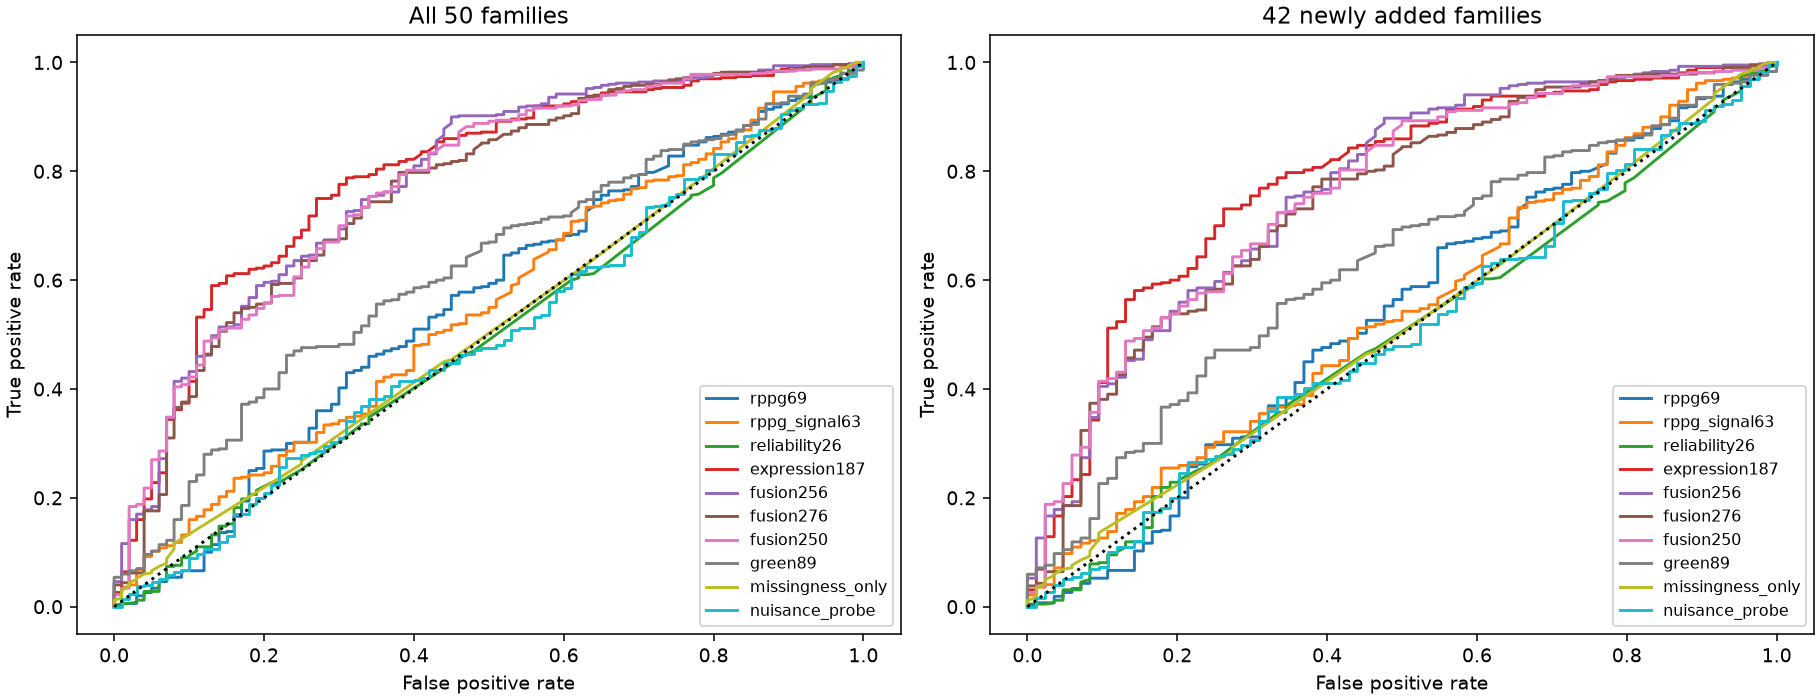 All 50 families
True positive rate
1.0
0.8
0.6
0.4
0.2
0.0
rppg69
rppg_signal63
reliability26
expression187
fusion256
fusion276
fusion250
green89
missingness_only
nuisance_probe
0.0 0.2 0.4 0.6 0.8 1.0
False positive rate
42 newly added families
True positive rate
1.0
0.8
0.6
0.4
0.2
0.0
rppg69
rppg_signal63
reliability26
expression187
fusion256
fusion276
fusion250
green89
missingness_only
nuisance_probe
0.0 0.2 0.4 0.6 0.8 1.0
False positive rate